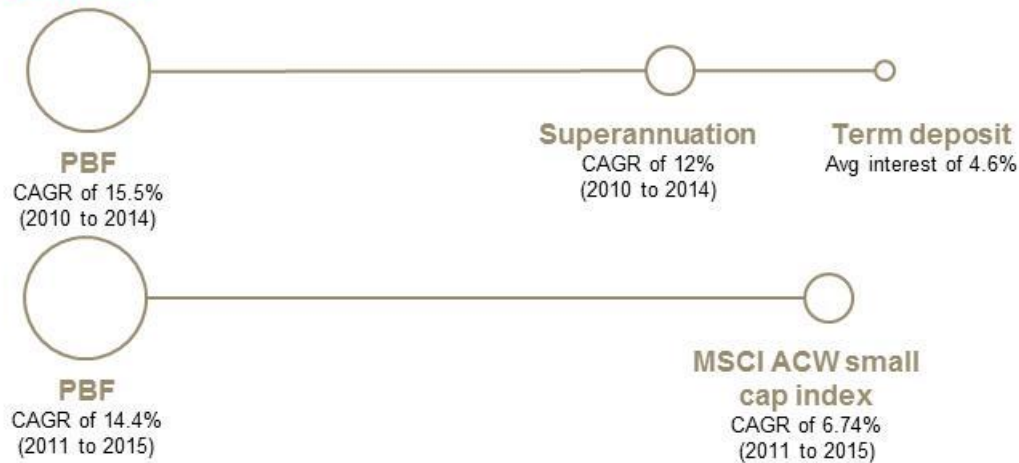 PBF
CAGR of 15.5%
(2010 to 2014)
Superannuation
CAGR of 12%
(2010 to 2014)
Term deposit
Avg interest of 4.6%
PBF
CAGR of 14.4%
(2011 to 2015)
MSCI ACW small
cap index
CAGR of 6.74%
(2011 to 2015)